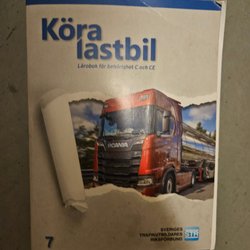 Köra
lastbil
Lärobok för behörighet C och CE
SCANIA
7
SVERIGES
TRAFIKUTBILDARES
RIKSFÖRBUND
STR